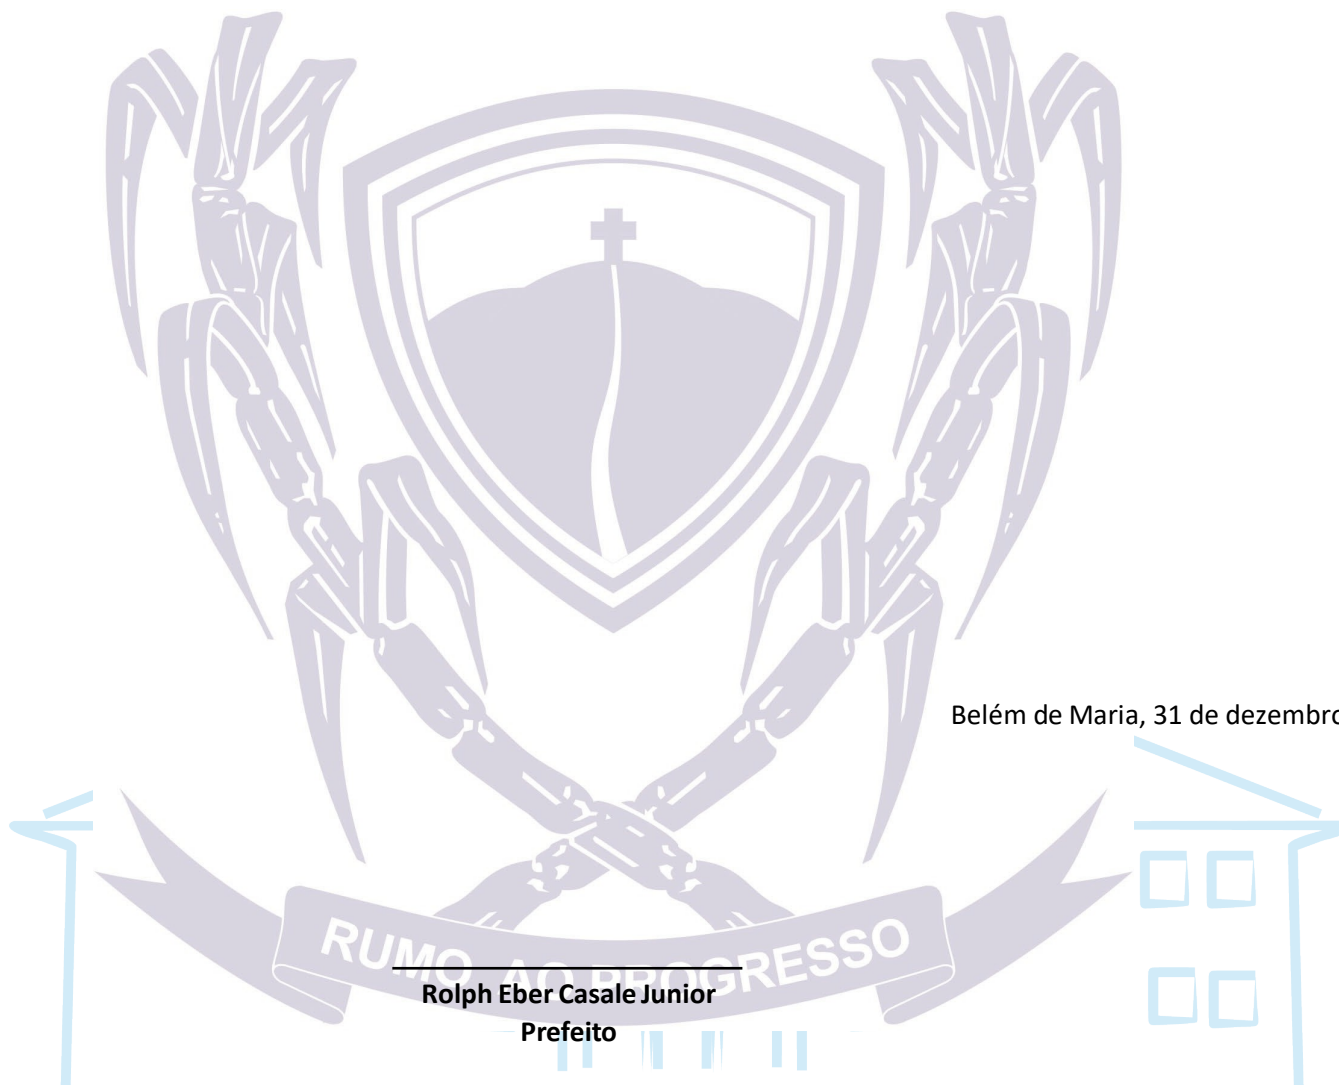 Belém de Maria, 31 de dezembro
RUMO AO PROGRESSO
Rolph Eber Casale Junior
Prefeito